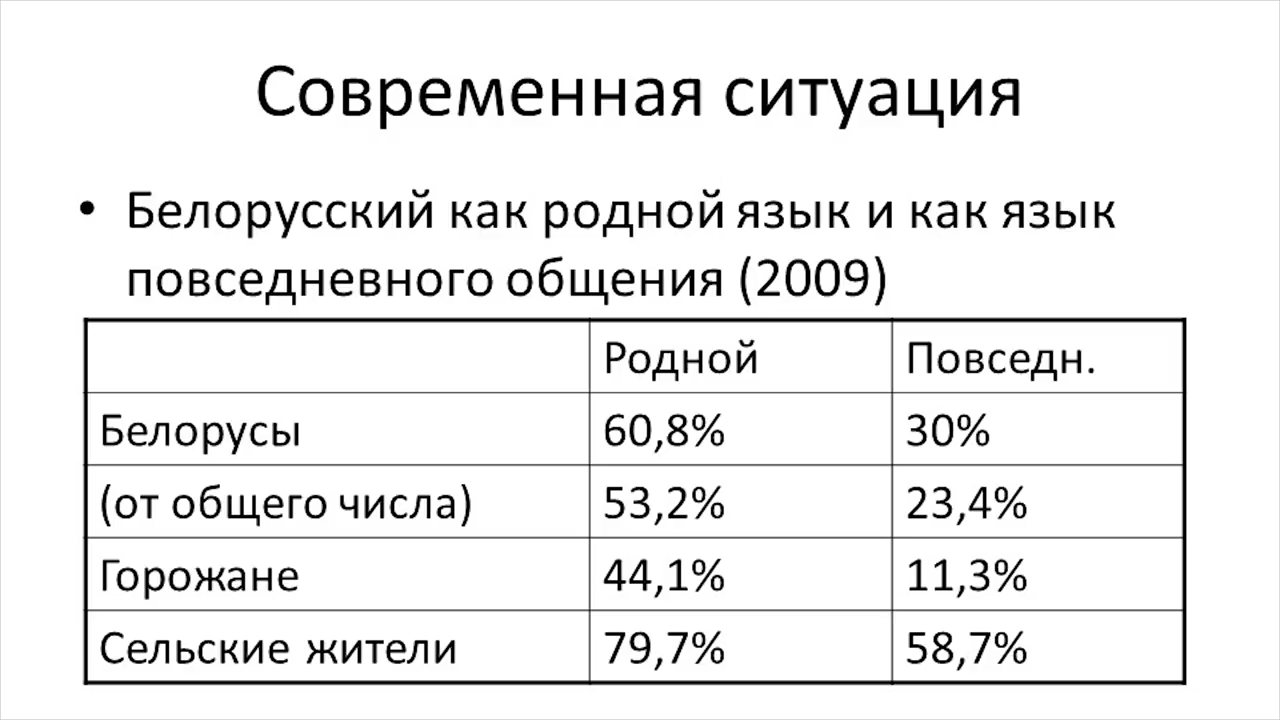 Современная ситуация
• Белорусский как родной язык и как язык
повседневного общения (2009)
Родной Повседн.
Белорусы 60,8% 30%
(от общего числа) 53,2% 23,4%
Горожане 44,1% 11,3%
Сельские жители 79,7% 58,7%